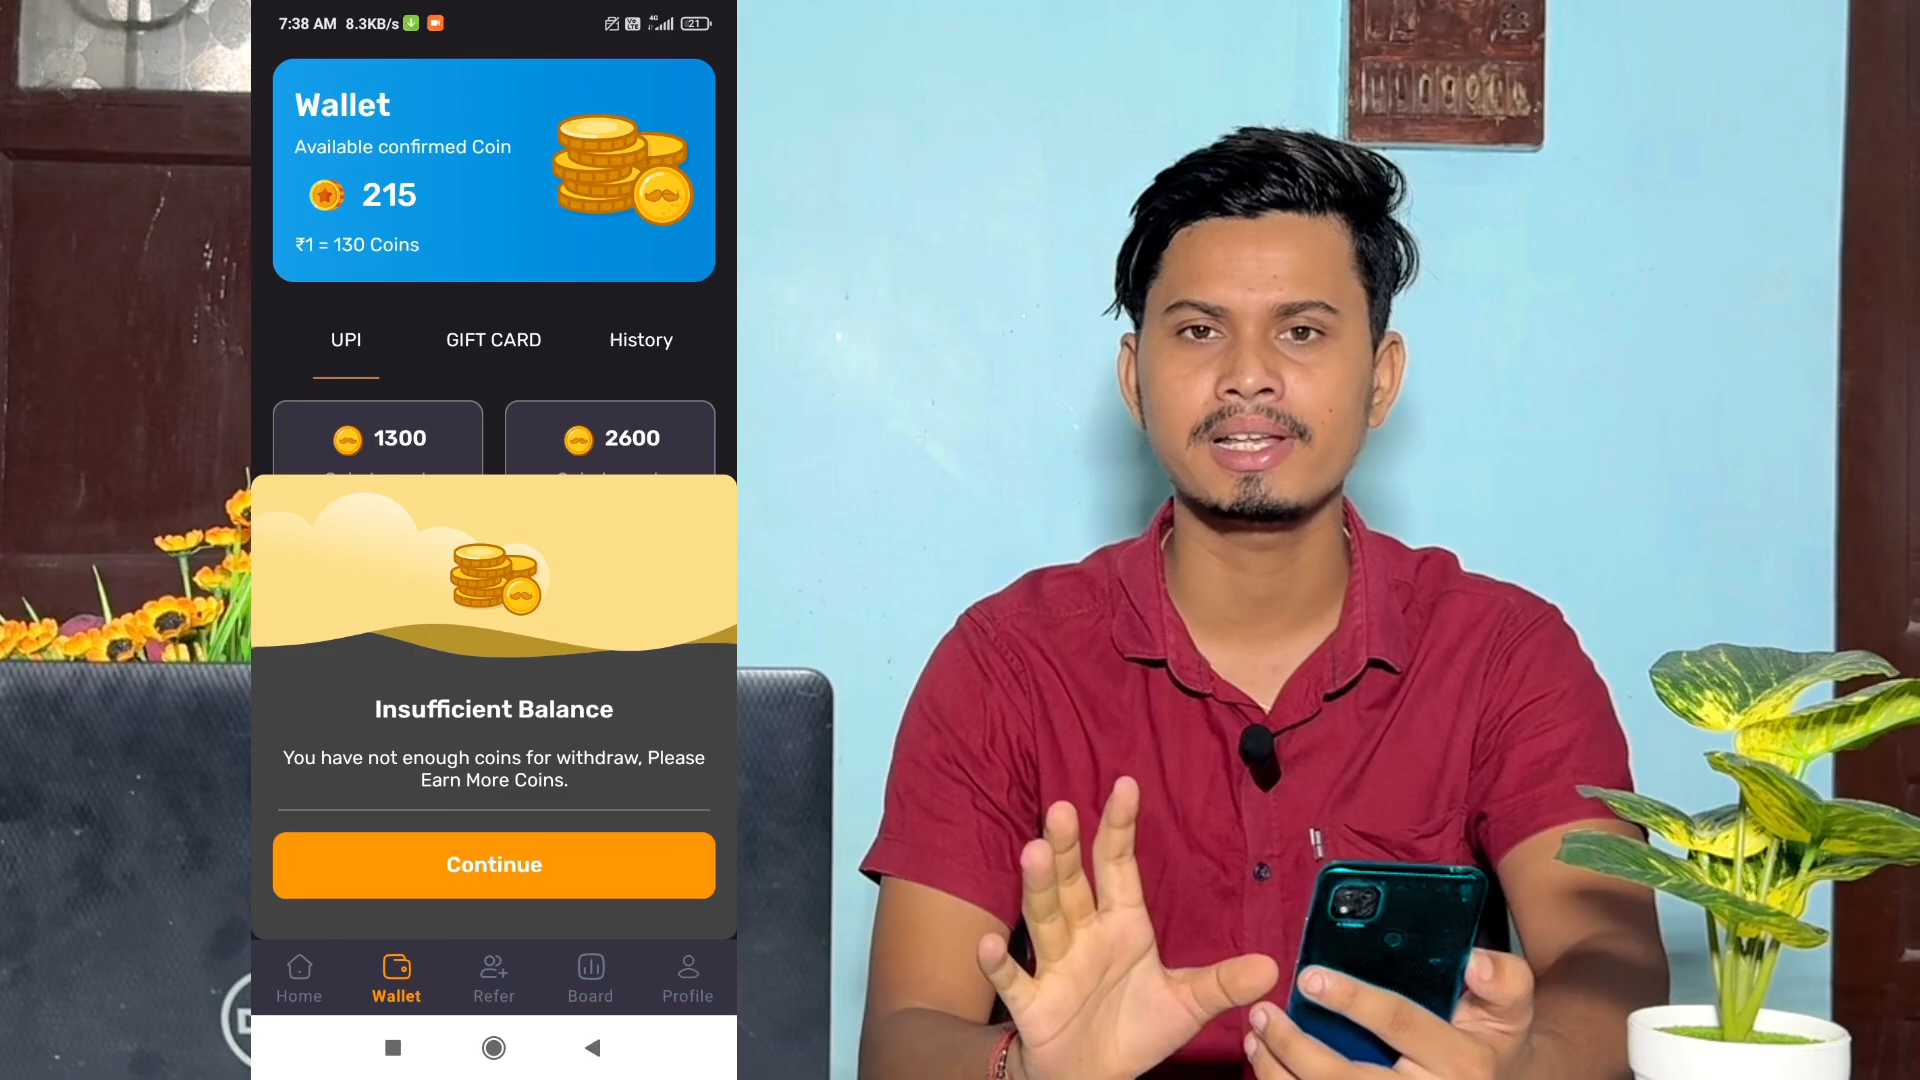 7:38 AM 8.3KB/s
4G
21
Wallet
Available confirmed Coin
215
₹1 = 130 Coins
UPI
GIFT CARD
History
1300
2600
Insufficient Balance
You have not enough coins for withdraw, Please
Earn More Coins.
Continue
Home
Wallet
Refer
Board
Profile